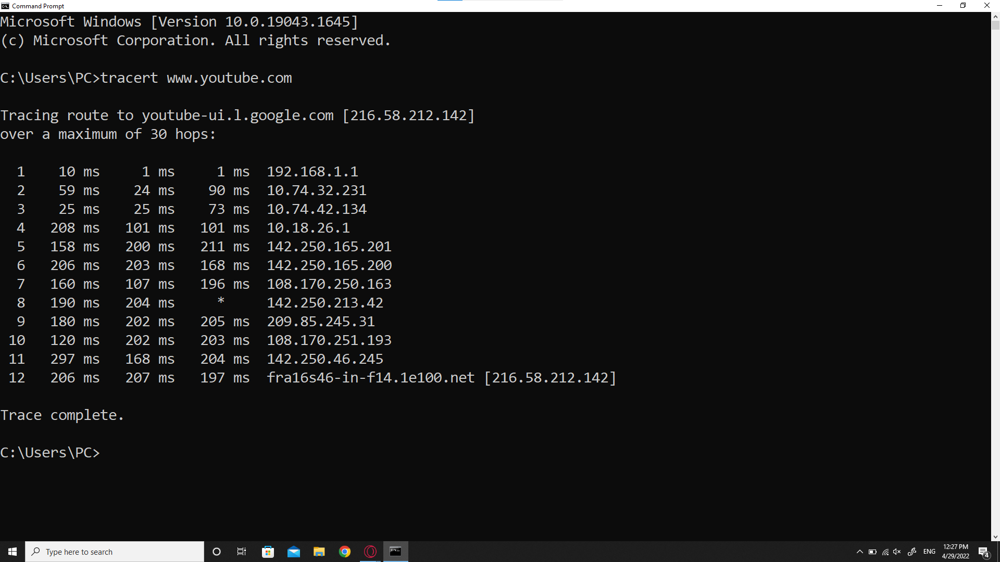 Command Prompt
Microsoft Windows [Version 10.0.19043.1645]
(c) Microsoft Corporation. All rights reserved.
C:\Users\PC>tracert www.youtube.com
Tracing route to youtube-ui.l.google.com [216.58.212.142]
over a maximum of 30 hops:
1 10 ms 1 ms 1 ms 192.168.1.1
2 59 ms 24 ms 90 ms 10.74.32.231
3 25 ms 25 ms 73 ms 10.74.42.134
4 208 ms 101 ms 101 ms 10.18.26.1
5 158 ms 200 ms 211 ms 142.250.165.201
6 206 ms 203 ms 168 ms 142.250.165.200
7 160 ms 107 ms 196 ms 108.170.250.163
8 190 ms 204 ms * 142.250.213.42
9 180 ms 202 ms 205 ms 209.85.245.31
10 120 ms 202 ms 203 ms 108.170.251.193
11 297 ms 168 ms 204 ms 142.250.46.245
12 206 ms 207 ms 197 ms fra16s46-in-f14.1e100.net [216.58.212.142]
Trace complete.
C:\Users\PC>
Type here to search
ENG
12:27 PM
4/29/2022
4